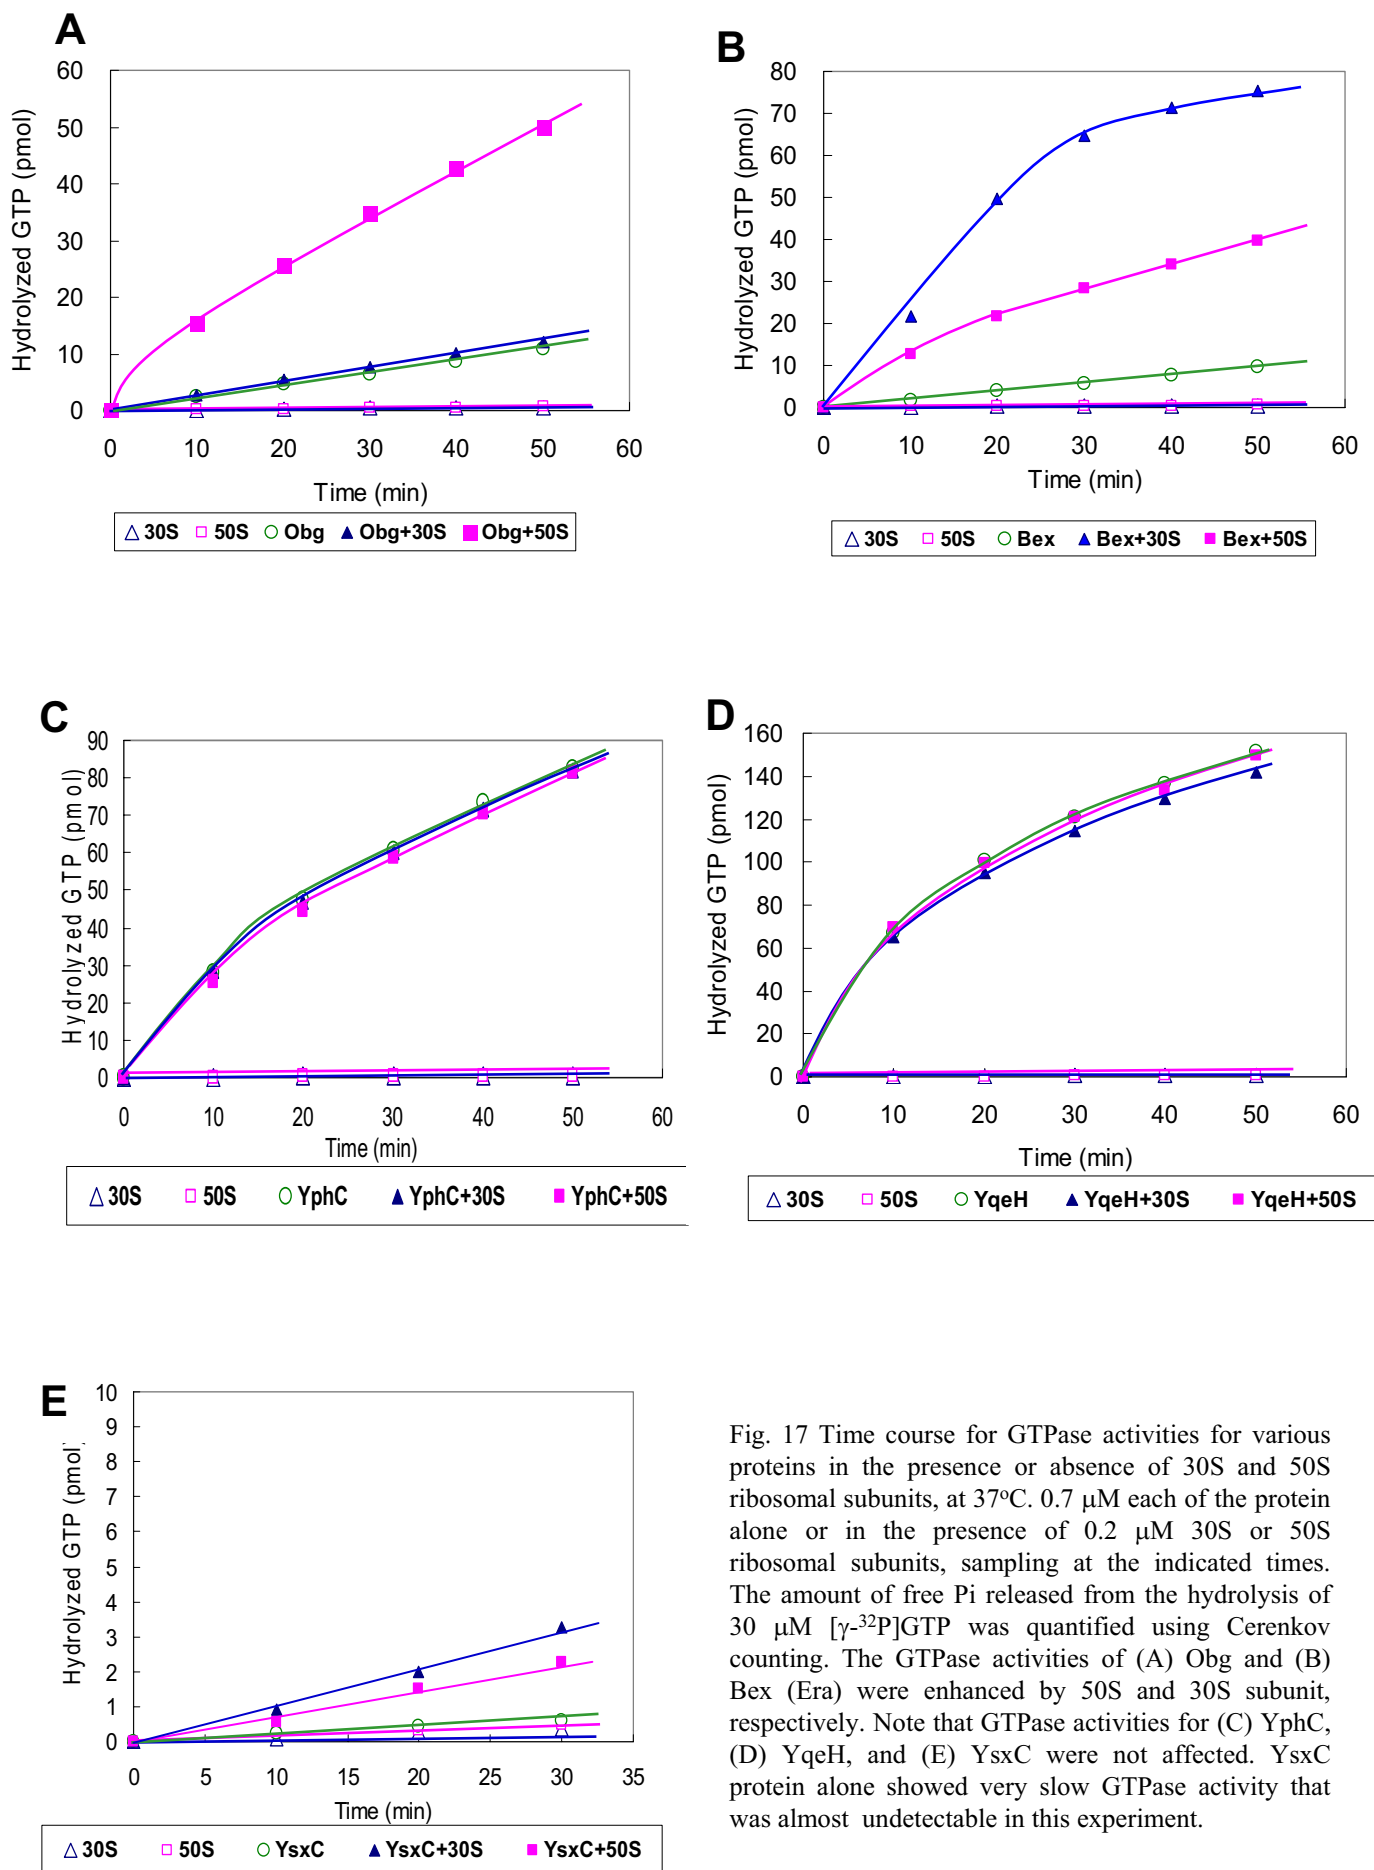 A
Hydrolyzed GTP (pmol)
60
50
40
30
20
10
0
0 10 20 30 40 50 60
Time (min)
30S 50S Obg Obg+30S Obg+50S
B
Hydrolyzed GTP (pmol)
80
70
60
50
40
30
20
10
0
0 10 20 30 40 50 60
Time (min)
30S 50S Bex Bex+30S Bex+50S
C
Hydrolyzed GTP (pmol)
90
80
70
60
50
40
30
20
10
0
0 10 20 30 40 50 60
Time (min)
30S 50S YphC YphC+30S YphC+50S
D
Hydrolyzed GTP (pmol)
160
140
120
100
80
60
40
20
0
0 10 20 30 40 50 60
Time (min)
30S 50S YqeH YqeH+30S YqeH+50S
E
Hydrolyzed GTP (pmol)
10
9
8
7
6
5
4
3
2
1
0
0 5 10 15 20 25 30 35
Time (min)
30S 50S YsxC YsxC+30S YsxC+50S
Fig. 17 Time course for GTPase activities for various
proteins in the presence or absence of 30S and 50S
ribosomal subunits, at 37°C. 0.7 μM each of the protein
alone or in the presence of 0.2 μM 30S or 50S
ribosomal subunits, sampling at the indicated times.
The amount of free Pi released from the hydrolysis of
30 μM [γ-³²P]GTP was quantified using Cerenkov
counting. The GTPase activities of (A) Obg and (B)
Bex (Era) were enhanced by 50S and 30S subunit,
respectively. Note that GTPase activities for (C) YphC,
(D) YqeH, and (E) YsxC were not affected. YsxC
protein alone showed very slow GTPase activity that
was almost undetectable in this experiment.